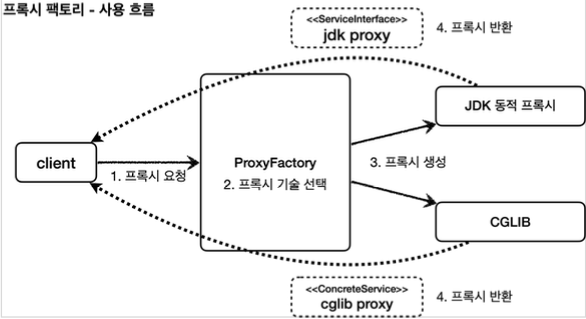 프록시 팩토리 - 사용 흐름
<<ServiceInterface>>
jdk proxy
4. 프록시 반환
JDK 동적 프록시
client
1. 프록시 요청
ProxyFactory
2. 프록시 기술 선택
3. 프록시 생성
CGLIB
<<ConcreteService>>
cglib proxy
4. 프록시 반환